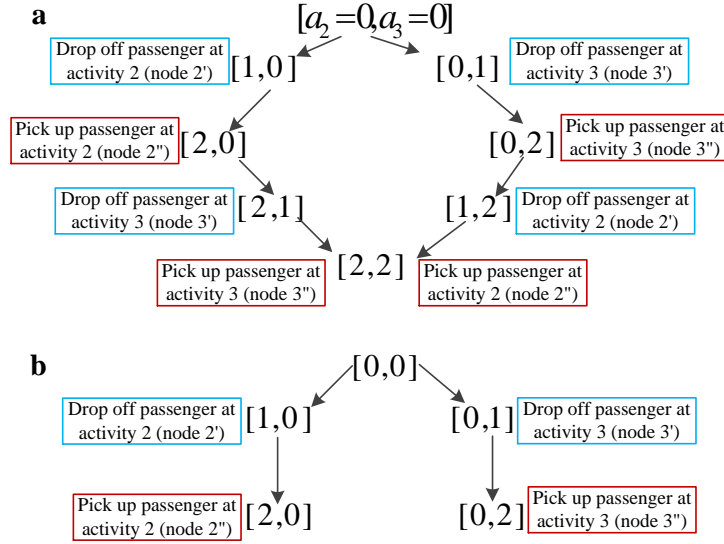 a
[a2=0,a3=0]
Drop off passenger at
activity 2 (node 2')
[1,0]
[0,1]
Drop off passenger at
activity 3 (node 3')
Pick up passenger at
activity 2 (node 2")
[2,0]
[0,2]
Pick up passenger at
activity 3 (node 3")
Drop off passenger at
activity 3 (node 3')
[2,1]
[1,2]
Drop off passenger at
activity 2 (node 2')
Pick up passenger at
activity 3 (node 3")
[2,2]
Pick up passenger at
activity 2 (node 2")
b
[0,0]
Drop off passenger at
activity 2 (node 2')
[1,0]
[0,1]
Drop off passenger at
activity 3 (node 3')
Pick up passenger at
activity 2 (node 2")
[2,0]
[0,2]
Pick up passenger at
activity 3 (node 3")